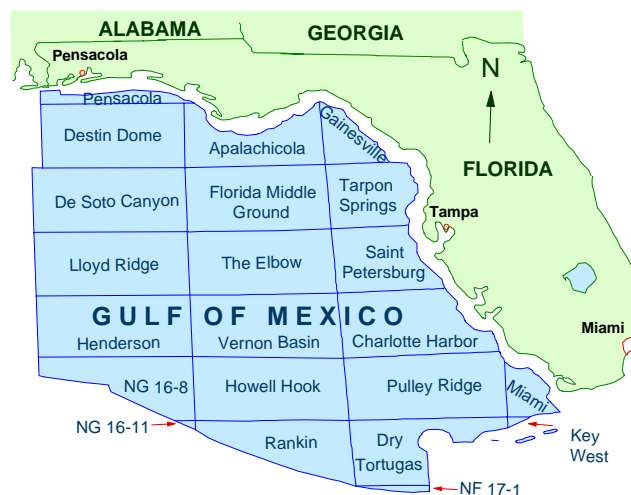 ALABAMA
GEORGIA
Pensacola
N
Pensacola
Destin Dome
Apalachicola
Gainesville
FLORIDA
De Soto Canyon
Florida Middle
Ground
Tarpon
Springs
Tampa
Lloyd Ridge
The Elbow
Saint
Petersburg
GULF OF MEXICO
Miami
Henderson
Vernon Basin
Charlotte Harbor
NG 16-8
Howell Hook
Pulley Ridge
Miami
NG 16-11
Rankin
Dry
Tortugas
Key
West
NF 17-1